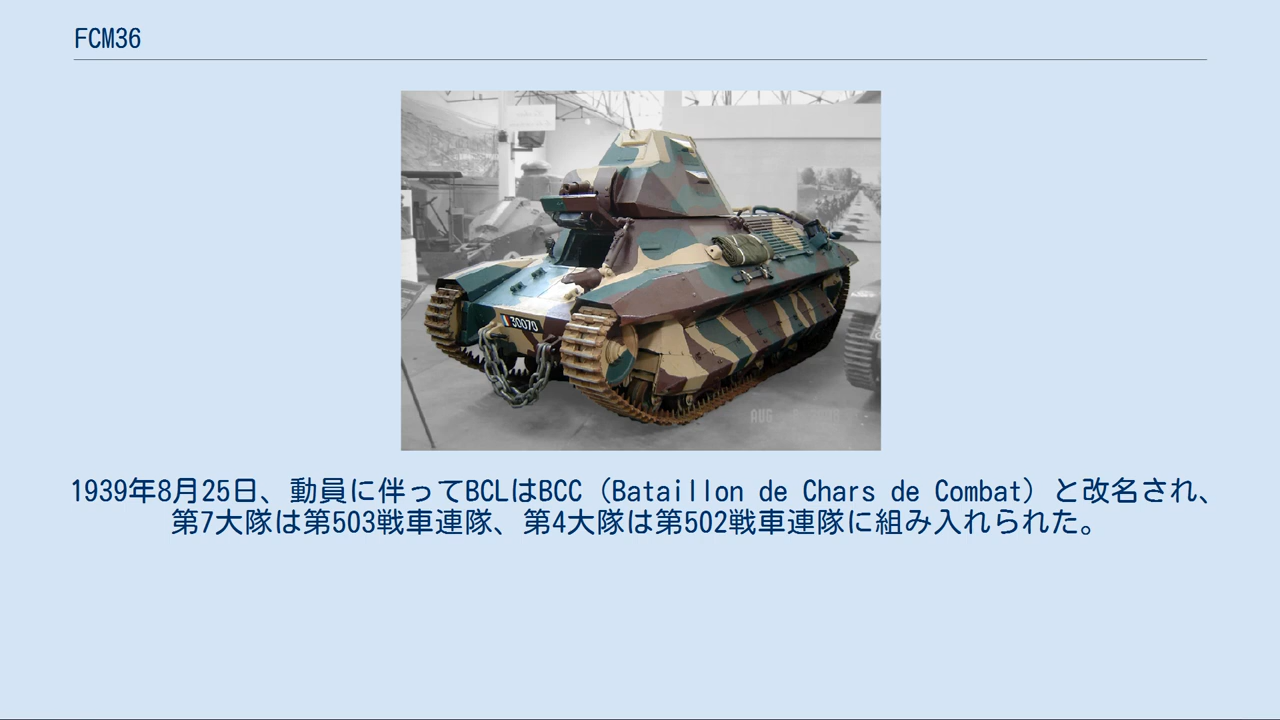 FCM36
30070
AUG
1939年8月25日、動員に伴ってBCLはBCC（Bataillon de Chars de Combat）と改名され、
第7大隊は第503戦車連隊、第4大隊は第502戦車連隊に組み入れられた。